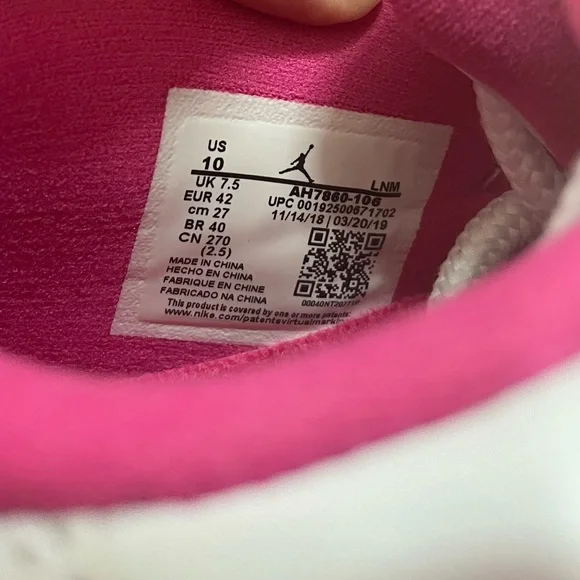 US
10
UK 7.5
EUR 42
cm 27
BR 40
CN 270
(2.5)
LNM
AH7860-106
UPC 00192500671702
11/14/18 | 03/20/19
MADE IN CHINA
HECHO EN CHINA
FABRIQUE EN CHINE
FABRICADO NA CHINA
This product is covered by one or more patents.
www.nike.com/patentsvirtualmarking